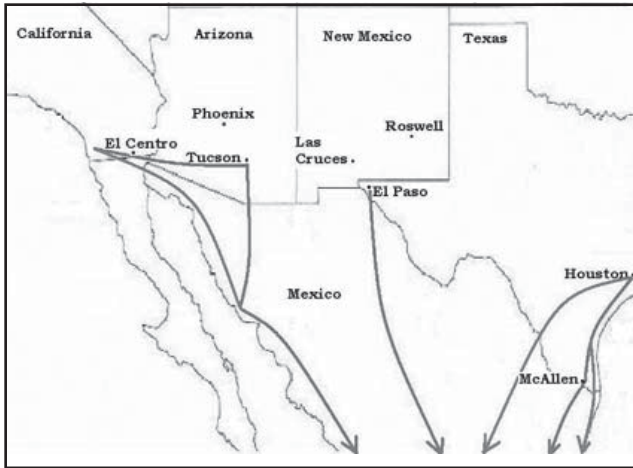 California
Arizona
New Mexico
Texas
Phoenix
Roswell
El Centro
Las
Cruces
Tucson
El Paso
Houston
Mexico
McAllen